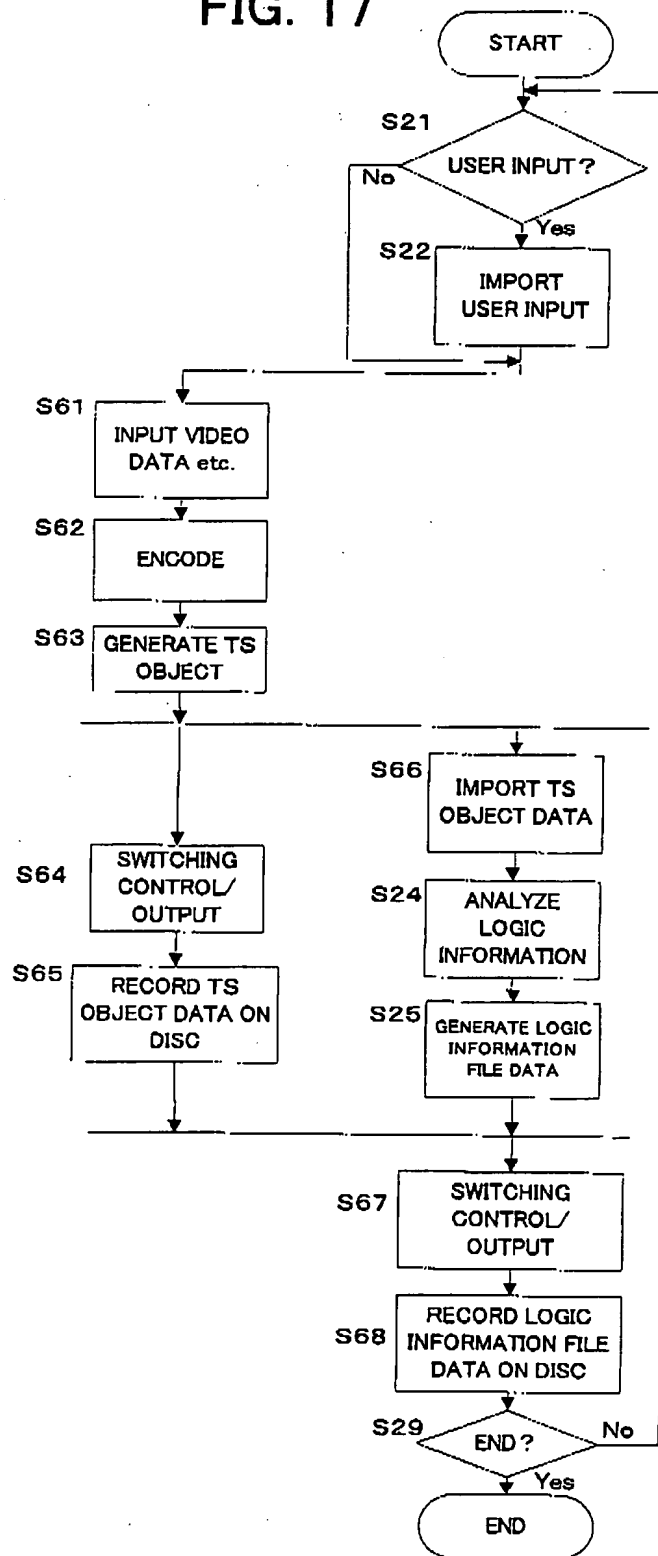 FIG. 17
START
S21
USER INPUT?
No
Yes
S22
IMPORT
USER INPUT
S61
INPUT VIDEO
DATA etc.
S62
ENCODE
S63
GENERATE TS
OBJECT
S66
IMPORT TS
OBJECT DATA
S64
SWITCHING
CONTROL/
OUTPUT
S24
ANALYZE
LOGIC
INFORMATION
S65
RECORD TS
OBJECT DATA ON
DISC
S25
GENERATE LOGIC
INFORMATION
FILE DATA
S67
SWITCHING
CONTROL/
OUTPUT
S68
RECORD LOGIC
INFORMATION FILE
DATA ON DISC
S29
END?
No
Yes
END